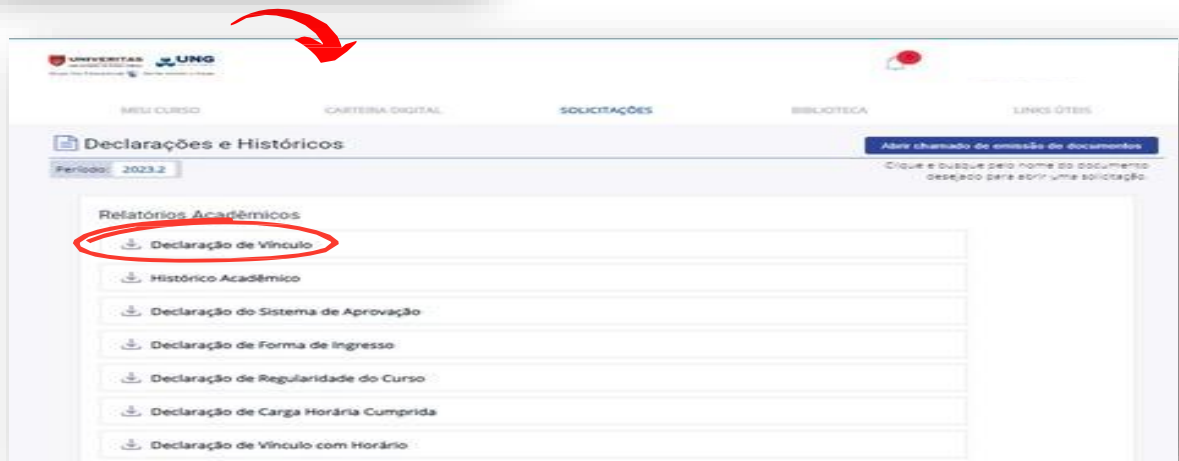 UNIVERITAS UNG
MEU CURSO CARTEIRA DIGITAL SOLICITAÇÕES BIBLIOTECA LINKS ÚTEIS
Declarações e Históricos
Abrir chamado de emissão de documentos
Período: 2023.2
Clique e busque pelo nome do documento
desejado para abrir uma solicitação.
Relatórios Acadêmicos
Declaração de Vínculo
Histórico Acadêmico
Declaração do Sistema de Aprovação
Declaração de Forma de Ingresso
Declaração de Regularidade do Curso
Declaração de Carga Horária Cumprida
Declaração de Vínculo com Horário